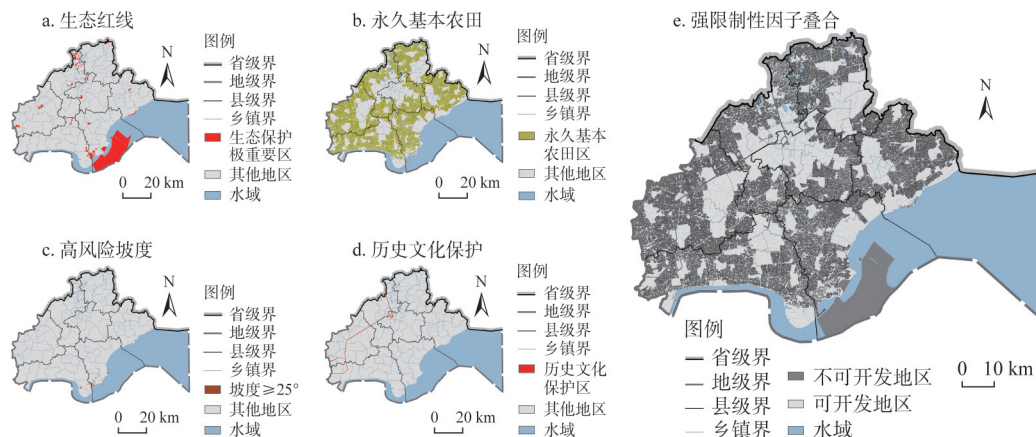 a. 生态红线
N
图例
省级界
地级界
县级界
乡镇界
生态保护
极重要区
其他地区
水域
0 20 km
b. 永久基本农田
N
图例
省级界
地级界
县级界
乡镇界
永久基本
农田区
其他地区
水域
0 20 km
c. 高风险坡度
N
图例
省级界
地级界
县级界
乡镇界
坡度≥25°
其他地区
水域
0 20 km
d. 历史文化保护
N
图例
省级界
地级界
县级界
乡镇界
历史文化
保护区
其他地区
水域
0 20 km
e. 强限制性因子叠合
N
图例
省级界
地级界
县级界
乡镇界
不可开发地区
可开发地区
水域
0 10 km